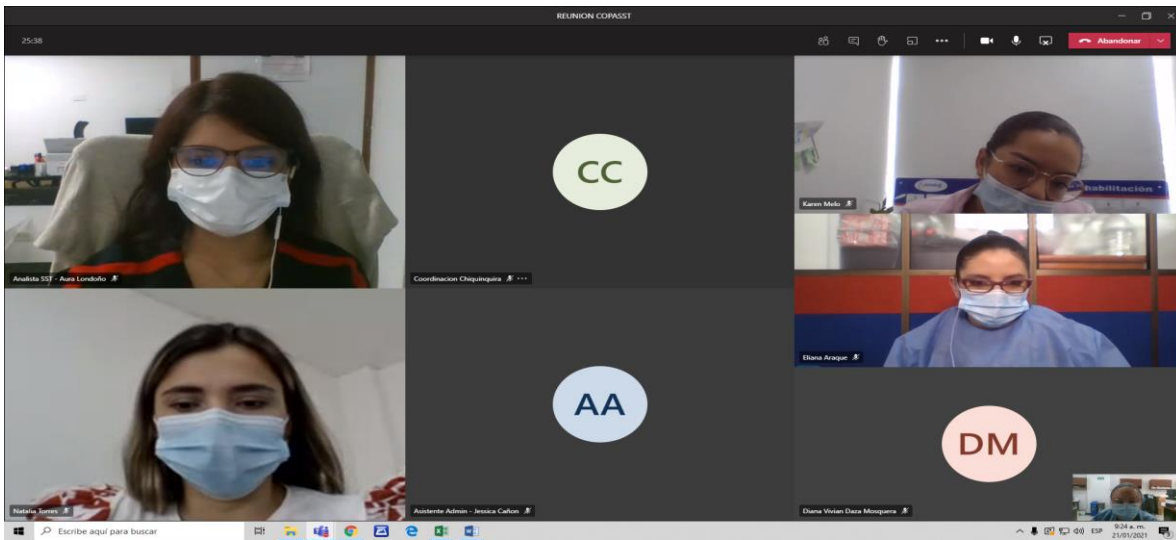 REUNION COPASST
25:38
Abandonar
Analista SST - Aura Londoño
CC
Coordinacion Chiquinquira
Karen Melo
habilitación
Eliana Araque
Natalia Torres
AA
Asistente Admin - Jessica Cañon
DM
Diana Vivian Daza Mosquera
Escribe aquí para buscar
ESP
9:24 a. m.
21/01/2021